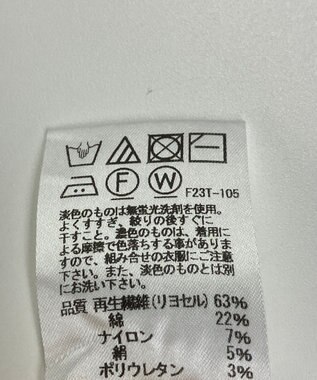 F W F23T-105
淡色のものは無蛍光洗剤を使用。
よくすすぎ、絞りの後すぐに
干すこと。濃色のものは、着用に
よる摩擦で色落ちする事がありま
すので、組み合せの衣服にご注意
下さい。また、淡色のものとは別
にお洗い下さい。
品質 再生繊維(リヨセル) 63%
綿 22%
ナイロン 7%
絹 5%
ポリウレタン 3%